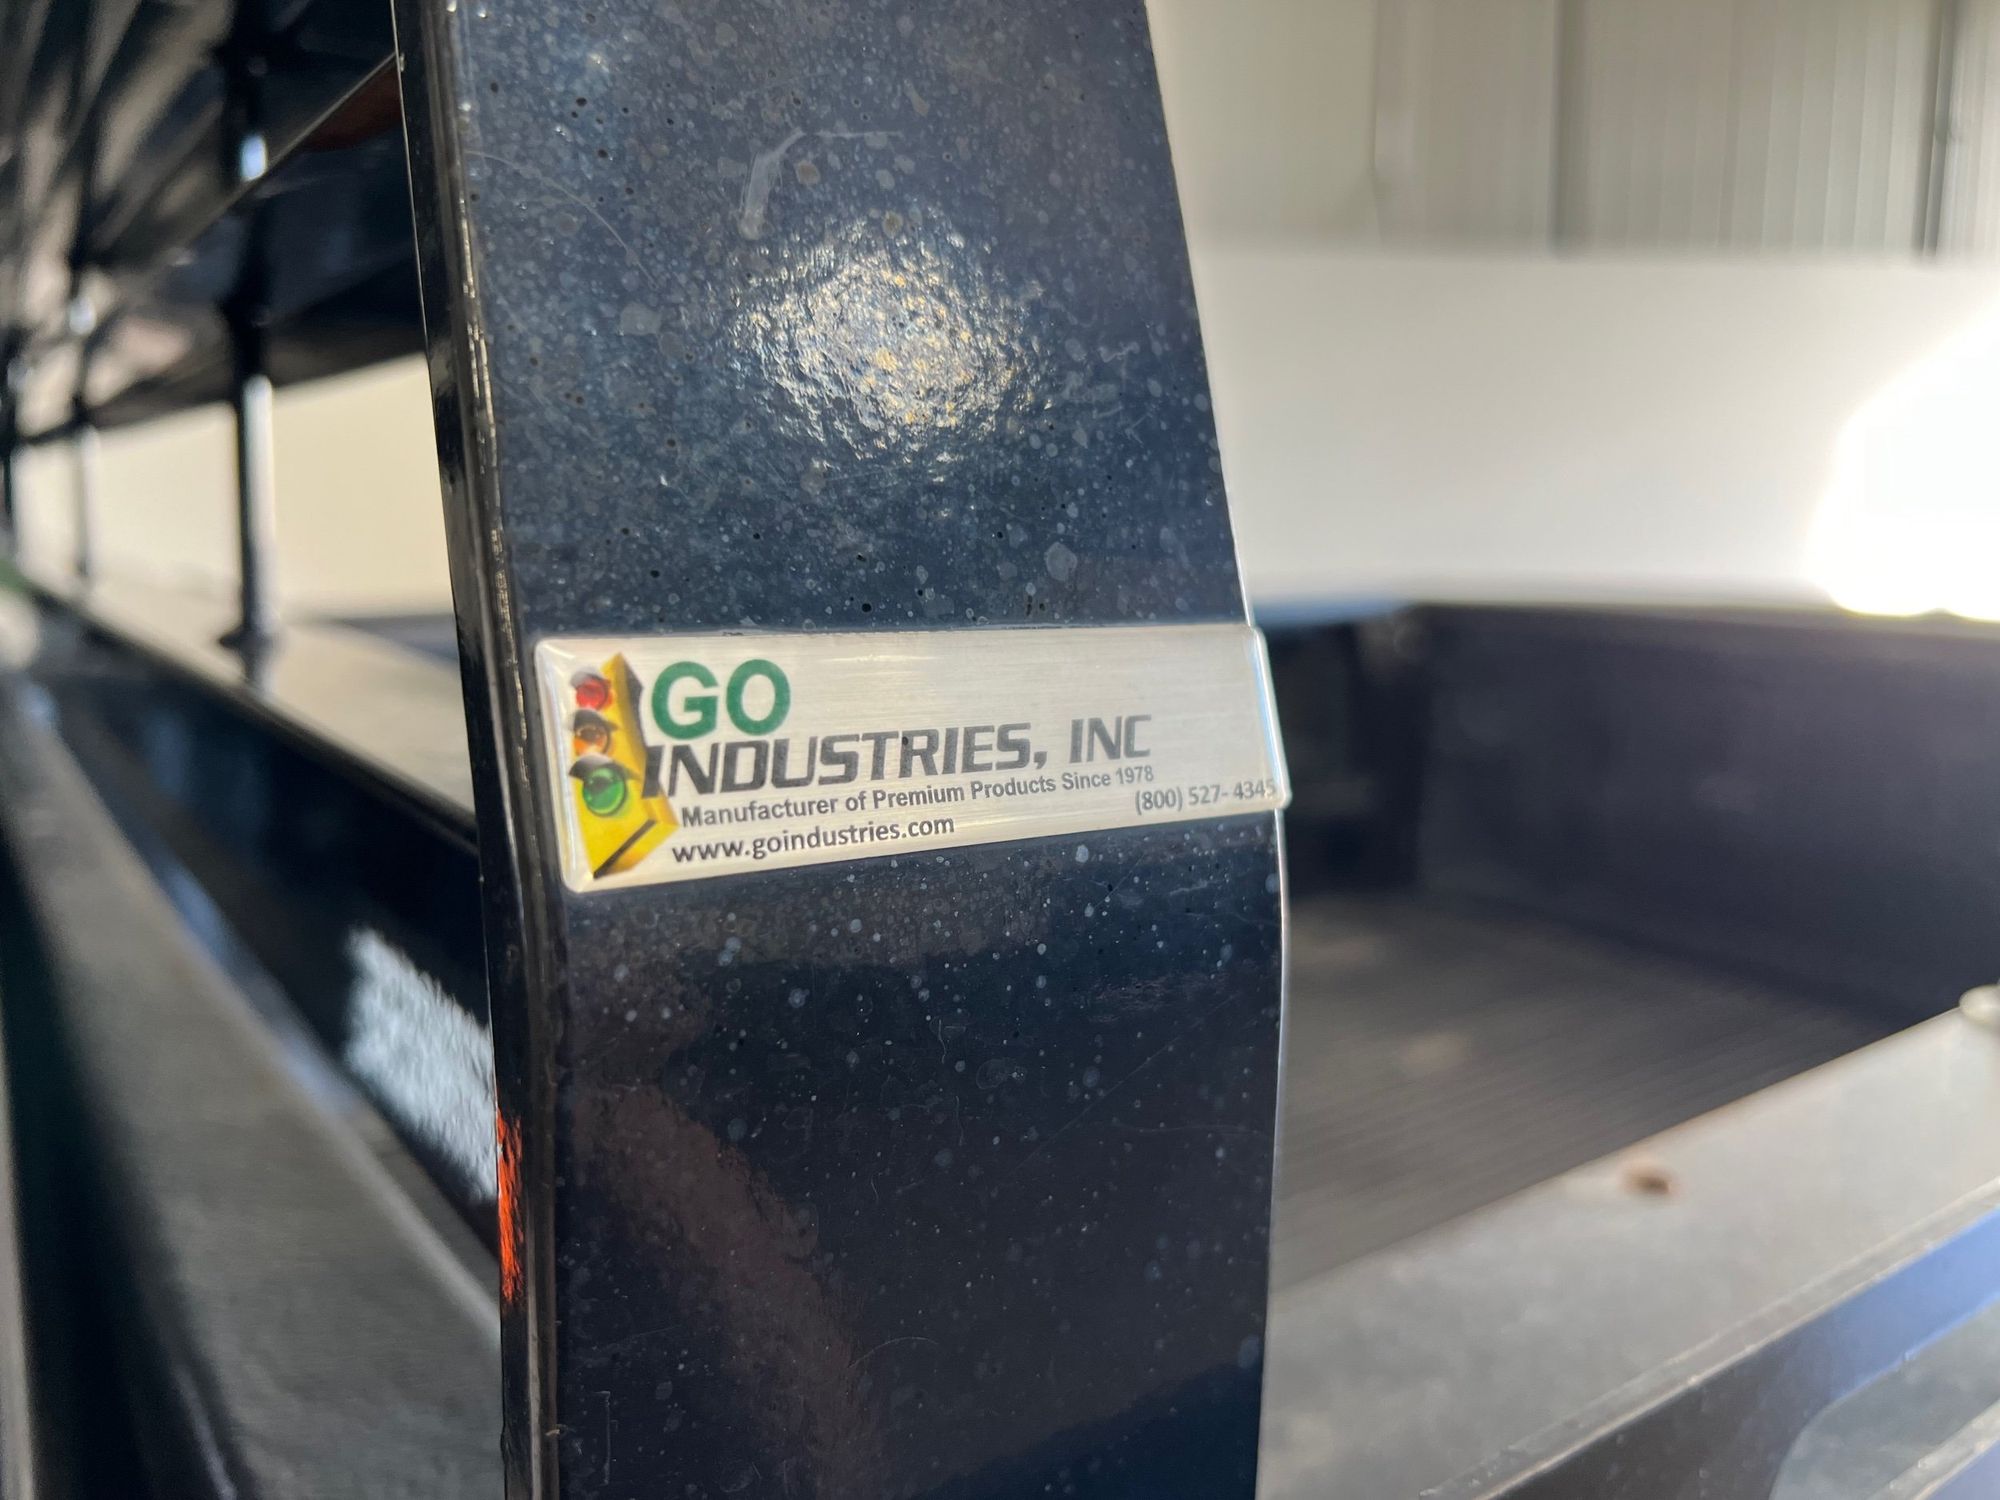 GO
INDUSTRIES, INC
Manufacturer of Premium Products Since 1978
(800) 527- 4345
www.goindustries.com